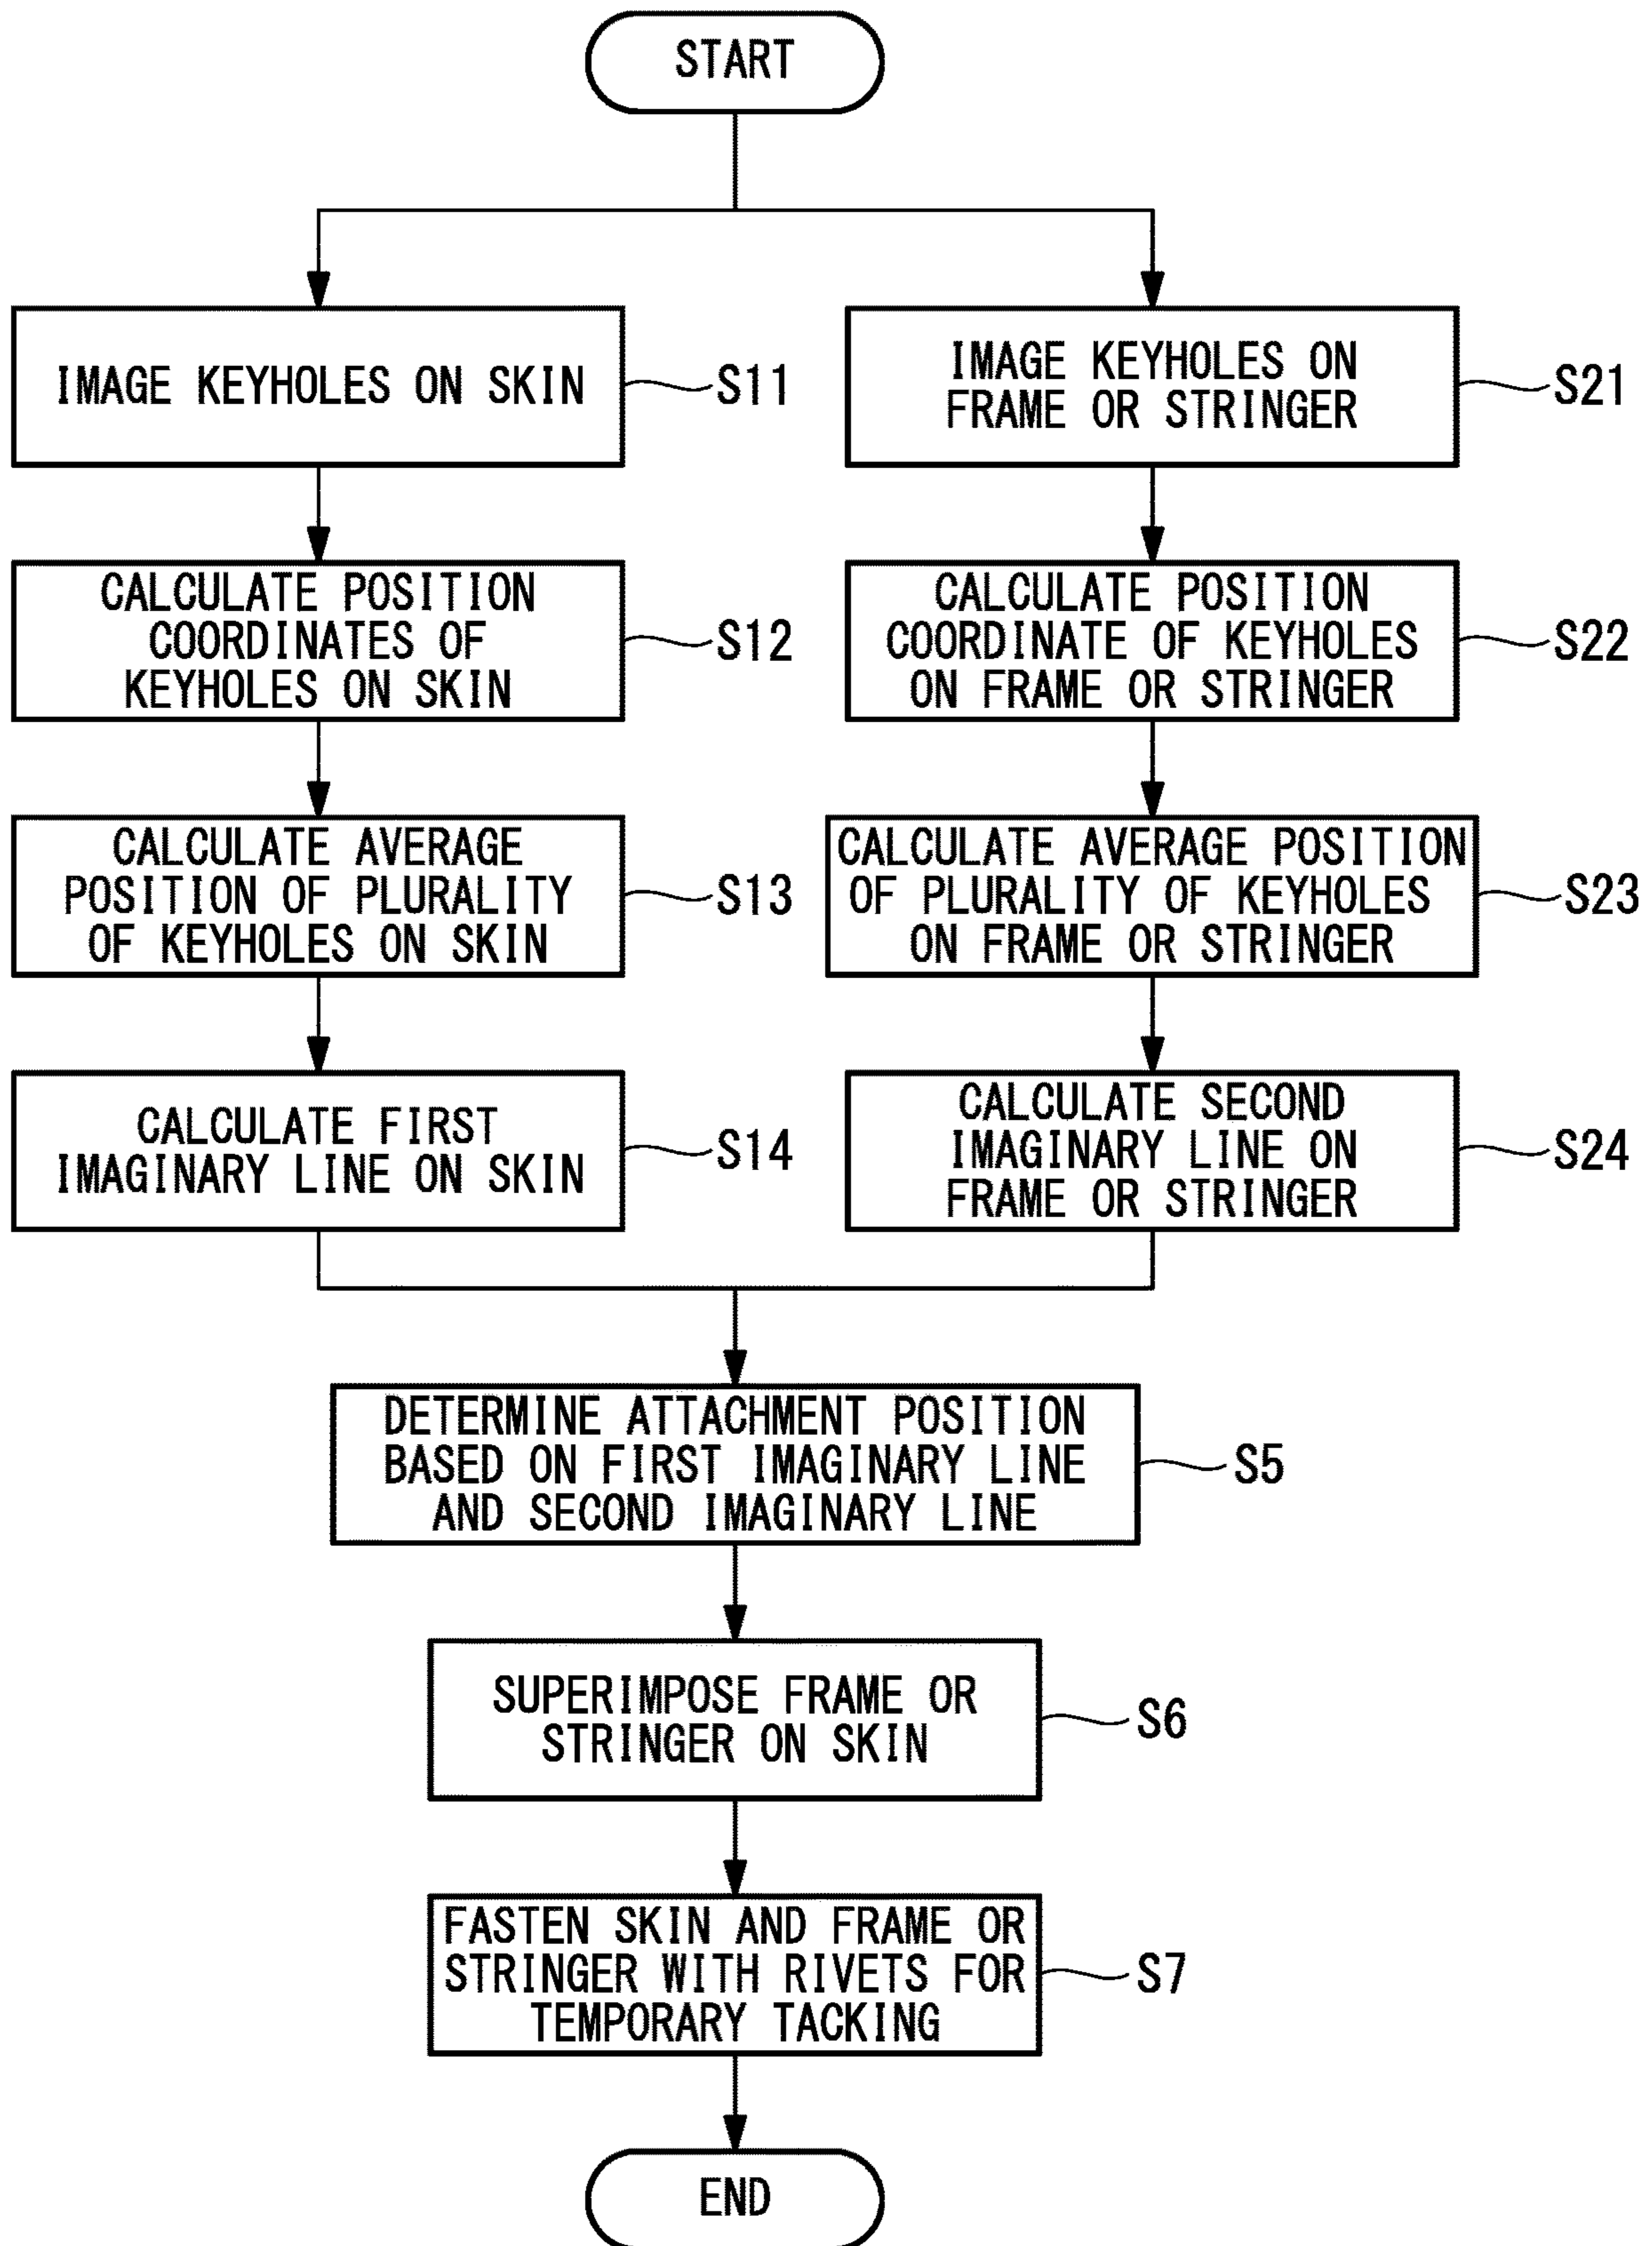 START
IMAGE KEYHOLES ON SKIN
S11
CALCULATE POSITION
COORDINATES OF
KEYHOLES ON SKIN
S12
CALCULATE AVERAGE
POSITION OF PLURALITY
OF KEYHOLES ON SKIN
S13
CALCULATE FIRST
IMAGINARY LINE ON SKIN
S14
IMAGE KEYHOLES ON
FRAME OR STRINGER
S21
CALCULATE POSITION
COORDINATE OF KEYHOLES
ON FRAME OR STRINGER
S22
CALCULATE AVERAGE POSITION
OF PLURALITY OF KEYHOLES
ON FRAME OR STRINGER
S23
CALCULATE SECOND
IMAGINARY LINE ON
FRAME OR STRINGER
S24
DETERMINE ATTACHMENT POSITION
BASED ON FIRST IMAGINARY LINE
AND SECOND IMAGINARY LINE
S5
SUPERIMPOSE FRAME OR
STRINGER ON SKIN
S6
FASTEN SKIN AND FRAME OR
STRINGER WITH RIVETS FOR
TEMPORARY TACKING
S7
END